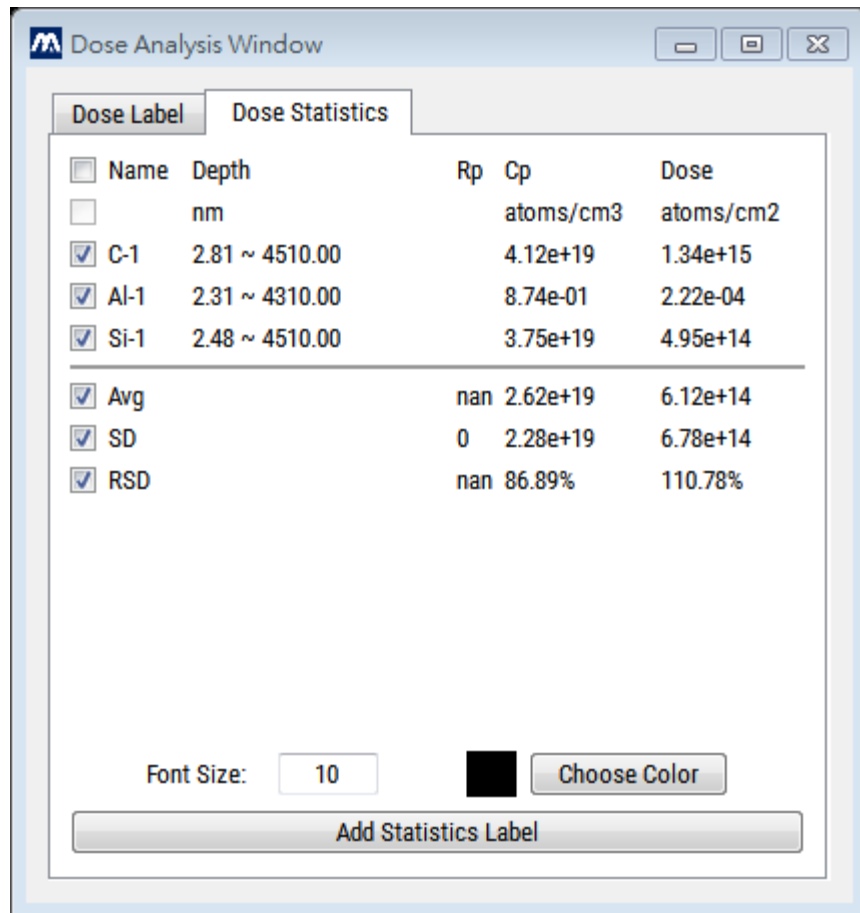 Dose Analysis Window
Dose Label Dose Statistics
Name Depth Rp Cp Dose
nm atoms/cm3 atoms/cm2
C-1 2.81 ~ 4510.00 4.12e+19 1.34e+15
Al-1 2.31 ~ 4310.00 8.74e-01 2.22e-04
Si-1 2.48 ~ 4510.00 3.75e+19 4.95e+14
Avg nan 2.62e+19 6.12e+14
SD 0 2.28e+19 6.78e+14
RSD nan 86.89% 110.78%
Font Size: 10 Choose Color
Add Statistics Label